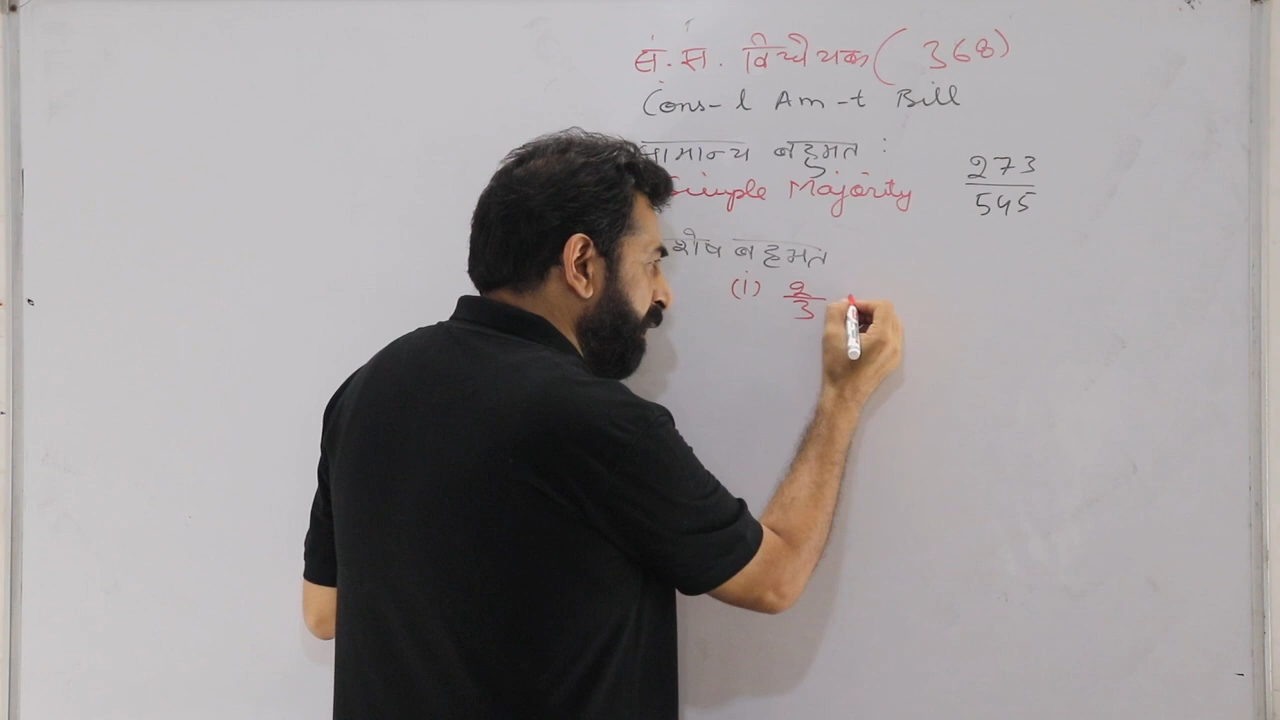 सं. सं. विधेयक ( 368)
Cons-l Am-t Bill
सामान्य बहुमत :
Simple Majority
273
545
शेष बहुमत
(i) 2/3